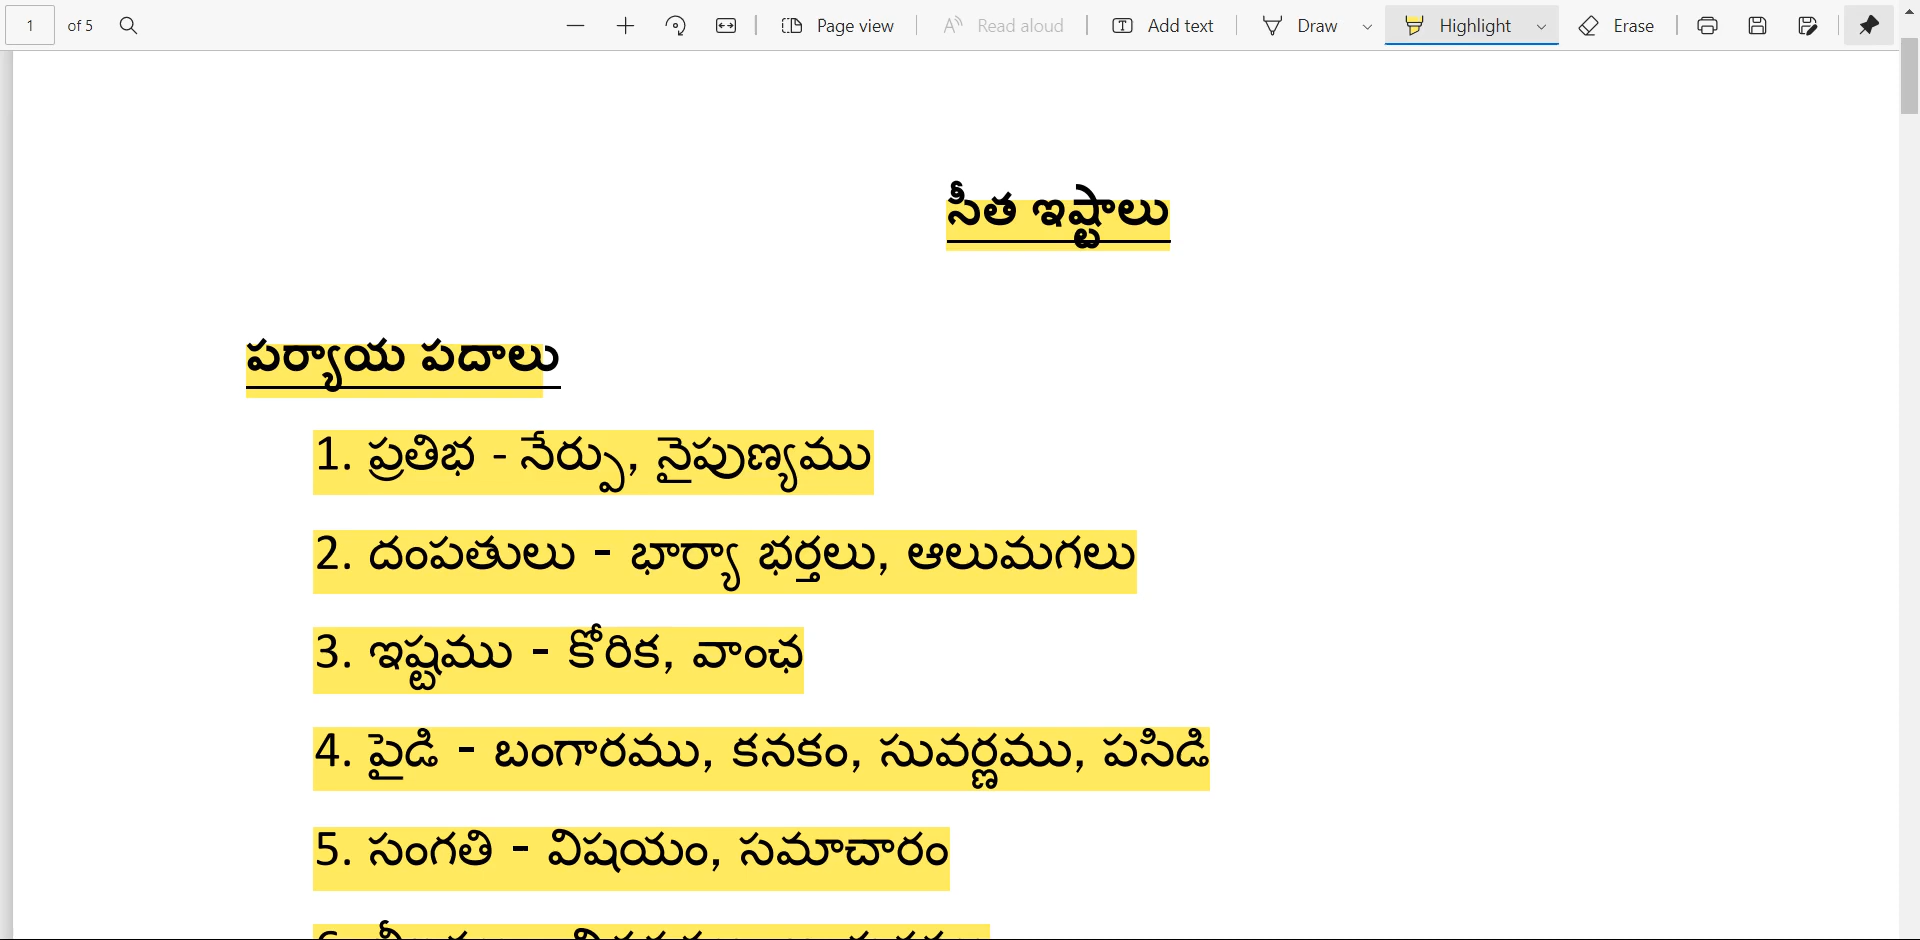 1 of 5 Page view Read aloud Add text Draw Highlight Erase
సీత ఇష్టాలు
పర్యాయ పదాలు
1. ప్రతిభ - నేర్పు, నైపుణ్యము
2. దంపతులు - భార్యా భర్తలు, ఆలుమగలు
3. ఇష్టము - కోరిక, వాంఛ
4. పైడి - బంగారము, కనకం, సువర్ణము, పసిడి
5. సంగతి - విషయం, సమాచారం